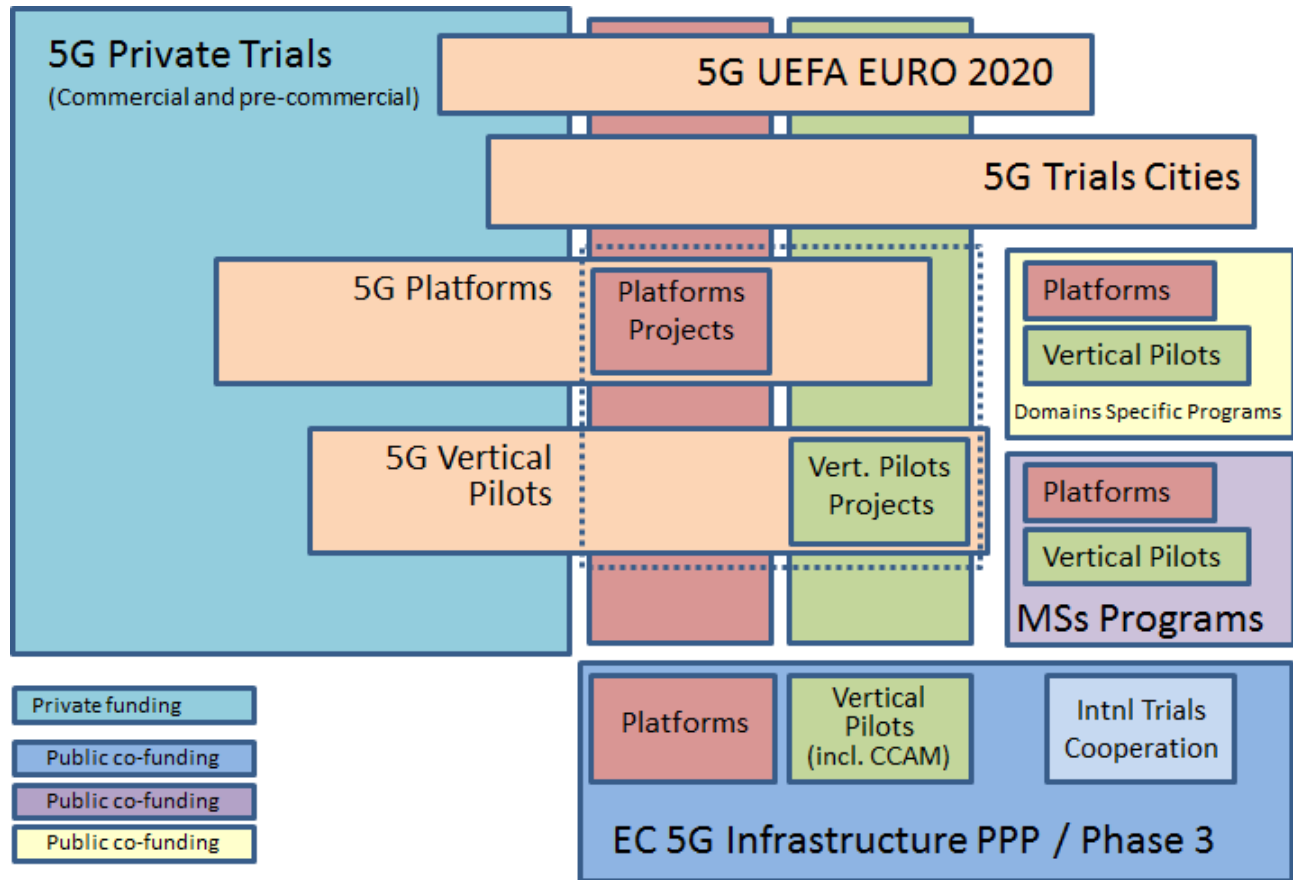 5G Private Trials
(Commercial and pre-commercial)
5G UEFA EURO 2020
5G Trials Cities
5G Platforms
Platforms
Projects
5G Vertical
Pilots
Vert. Pilots
Projects
Platforms
Vertical Pilots
Domains Specific Programs
Platforms
Vertical Pilots
MSs Programs
Private funding
Public co-funding
Public co-funding
Public co-funding
Platforms
Vertical
Pilots
(incl. CCAM)
Intnl Trials
Cooperation
EC 5G Infrastructure PPP / Phase 3